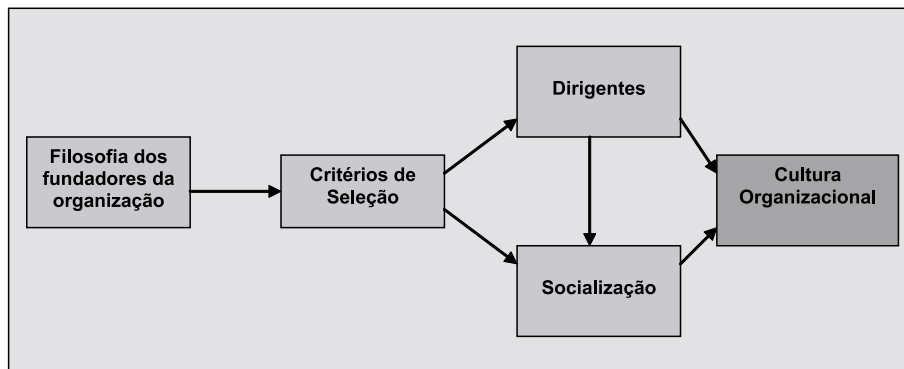 Filosofia dos
fundadores da
organização
Critérios de
Seleção
Dirigentes
Socialização
Cultura
Organizacional